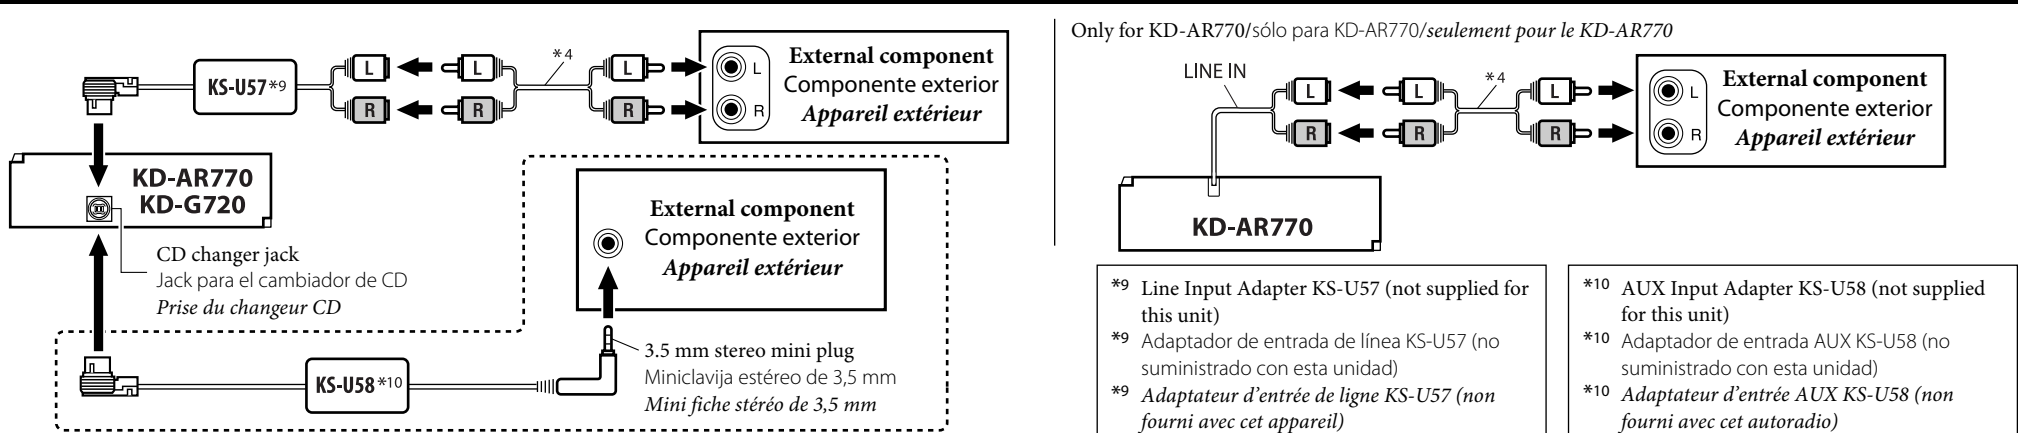 KS-U57*9
L
R
L
R
*4
L
R
L
R
External component
Componente exterior
Appareil extérieur
KD-AR770
KD-G720
CD changer jack
Jack para el cambiador de CD
Prise du changeur CD
External component
Componente exterior
Appareil extérieur
KS-U58*10
3.5 mm stereo mini plug
Miniclavija estéreo de 3,5 mm
Mini fiche stéréo de 3,5 mm
Only for KD-AR770/sólo para KD-AR770/seulement pour le KD-AR770
LINE IN
L
R
L
R
*4
L
R
L
R
External component
Componente exterior
Appareil extérieur
KD-AR770
*9 Line Input Adapter KS-U57 (not supplied for
this unit)
*9 Adaptador de entrada de línea KS-U57 (no
suministrado con esta unidad)
*9 Adaptateur d'entrée de ligne KS-U57 (non
fourni avec cet appareil)
*10 AUX Input Adapter KS-U58 (not supplied
for this unit)
*10 Adaptador de entrada AUX KS-U58 (no
suministrado con esta unidad)
*10 Adaptateur d'entrée AUX KS-U58 (non
fourni avec cet autoradio)